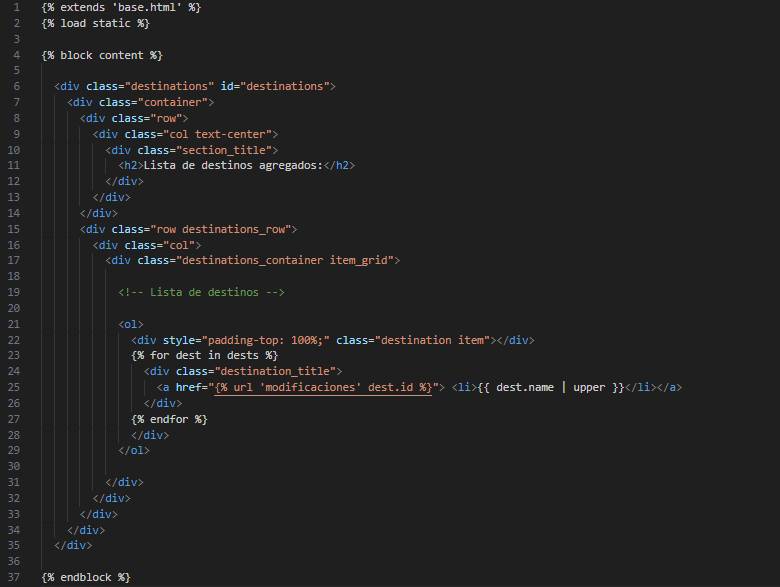 1 {% extends 'base.html' %}
2 {% load static %}
3
4 {% block content %}
5
6 <div class="destinations" id="destinations">
7 <div class="container">
8 <div class="row">
9 <div class="col text-center">
10 <div class="section_title">
11 <h2>Lista de destinos agregados:</h2>
12 </div>
13 </div>
14 </div>
15 <div class="row destinations_row">
16 <div class="col">
17 <div class="destinations_container item_grid">
18
19 <!-- Lista de destinos -->
20
21 <ol>
22 <div style="padding-top: 100%;" class="destination item"></div>
23 {% for dest in dests %}
24 <div class="destination_title">
25 <a href="{% url 'modificaciones' dest.id %}"> <li>{{ dest.name | upper }}</li></a>
26 </div>
27 {% endfor %}
28 </div>
29 </ol>
30
31 </div>
32 </div>
33 </div>
34 </div>
35 </div>
36
37 {% endblock %}